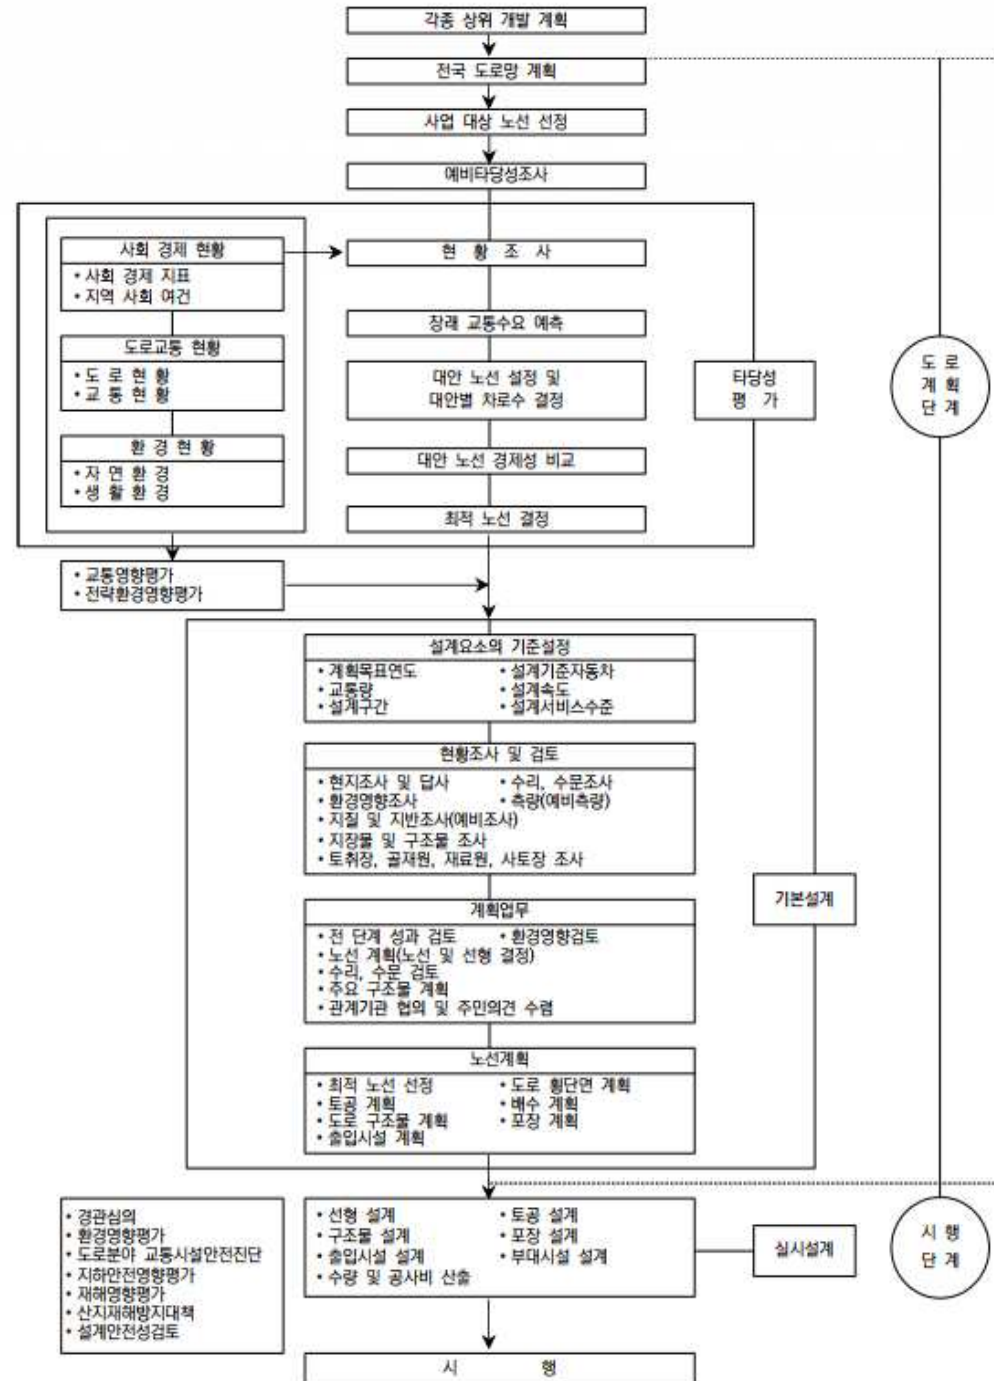 각종 상위 개발 계획
전국 도로망 계획
사업 대상 노선 선정
예비타당성조사
사회 경제 현황
• 사회 경제 지표
• 지역 사회 여건
도로교통 현황
• 도 로 현 황
• 교 통 현 황
환 경 현 황
• 자 연 환 경
• 생 활 환 경
현 황 조 사
장래 교통수요 예측
대안 노선 설정 및
대안별 차로수 결정
대안 노선 경제성 비교
최적 노선 결정
타당성
평 가
도 로
계 획
단 계
• 교통영향평가
• 전략환경영향평가
설계요소의 기준설정
• 계획목표연도 • 설계기준자동차
• 교통량 • 설계속도
• 설계구간 • 설계서비스수준
현황조사 및 검토
• 현지조사 및 답사 • 수리, 수문조사
• 환경영향조사 • 측량(예비측량)
• 지질 및 지반조사(예비조사)
• 지장물 및 구조물 조사
• 토취장, 골재원, 재료원, 사토장 조사
계획업무
• 전 단계 성과 검토 • 환경영향검토
• 노선 계획(노선 및 선형 결정)
• 수리, 수문 검토
• 주요 구조물 계획
• 관계기관 협의 및 주민의견 수렴
기본설계
노선계획
• 최적 노선 선정 • 도로 횡단면 계획
• 토공 계획 • 배수 계획
• 도로 구조물 계획 • 포장 계획
• 출입시설 계획
• 경관심의
• 환경영향평가
• 도로분야 교통시설안전진단
• 지하안전영향평가
• 재해영향평가
• 산지재해방지대책
• 설계안전성검토
• 선형 설계 • 토공 설계
• 구조물 설계 • 포장 설계
• 출입시설 설계 • 부대시설 설계
• 수량 및 공사비 산출
실시설계
시 행
단 계
시 행